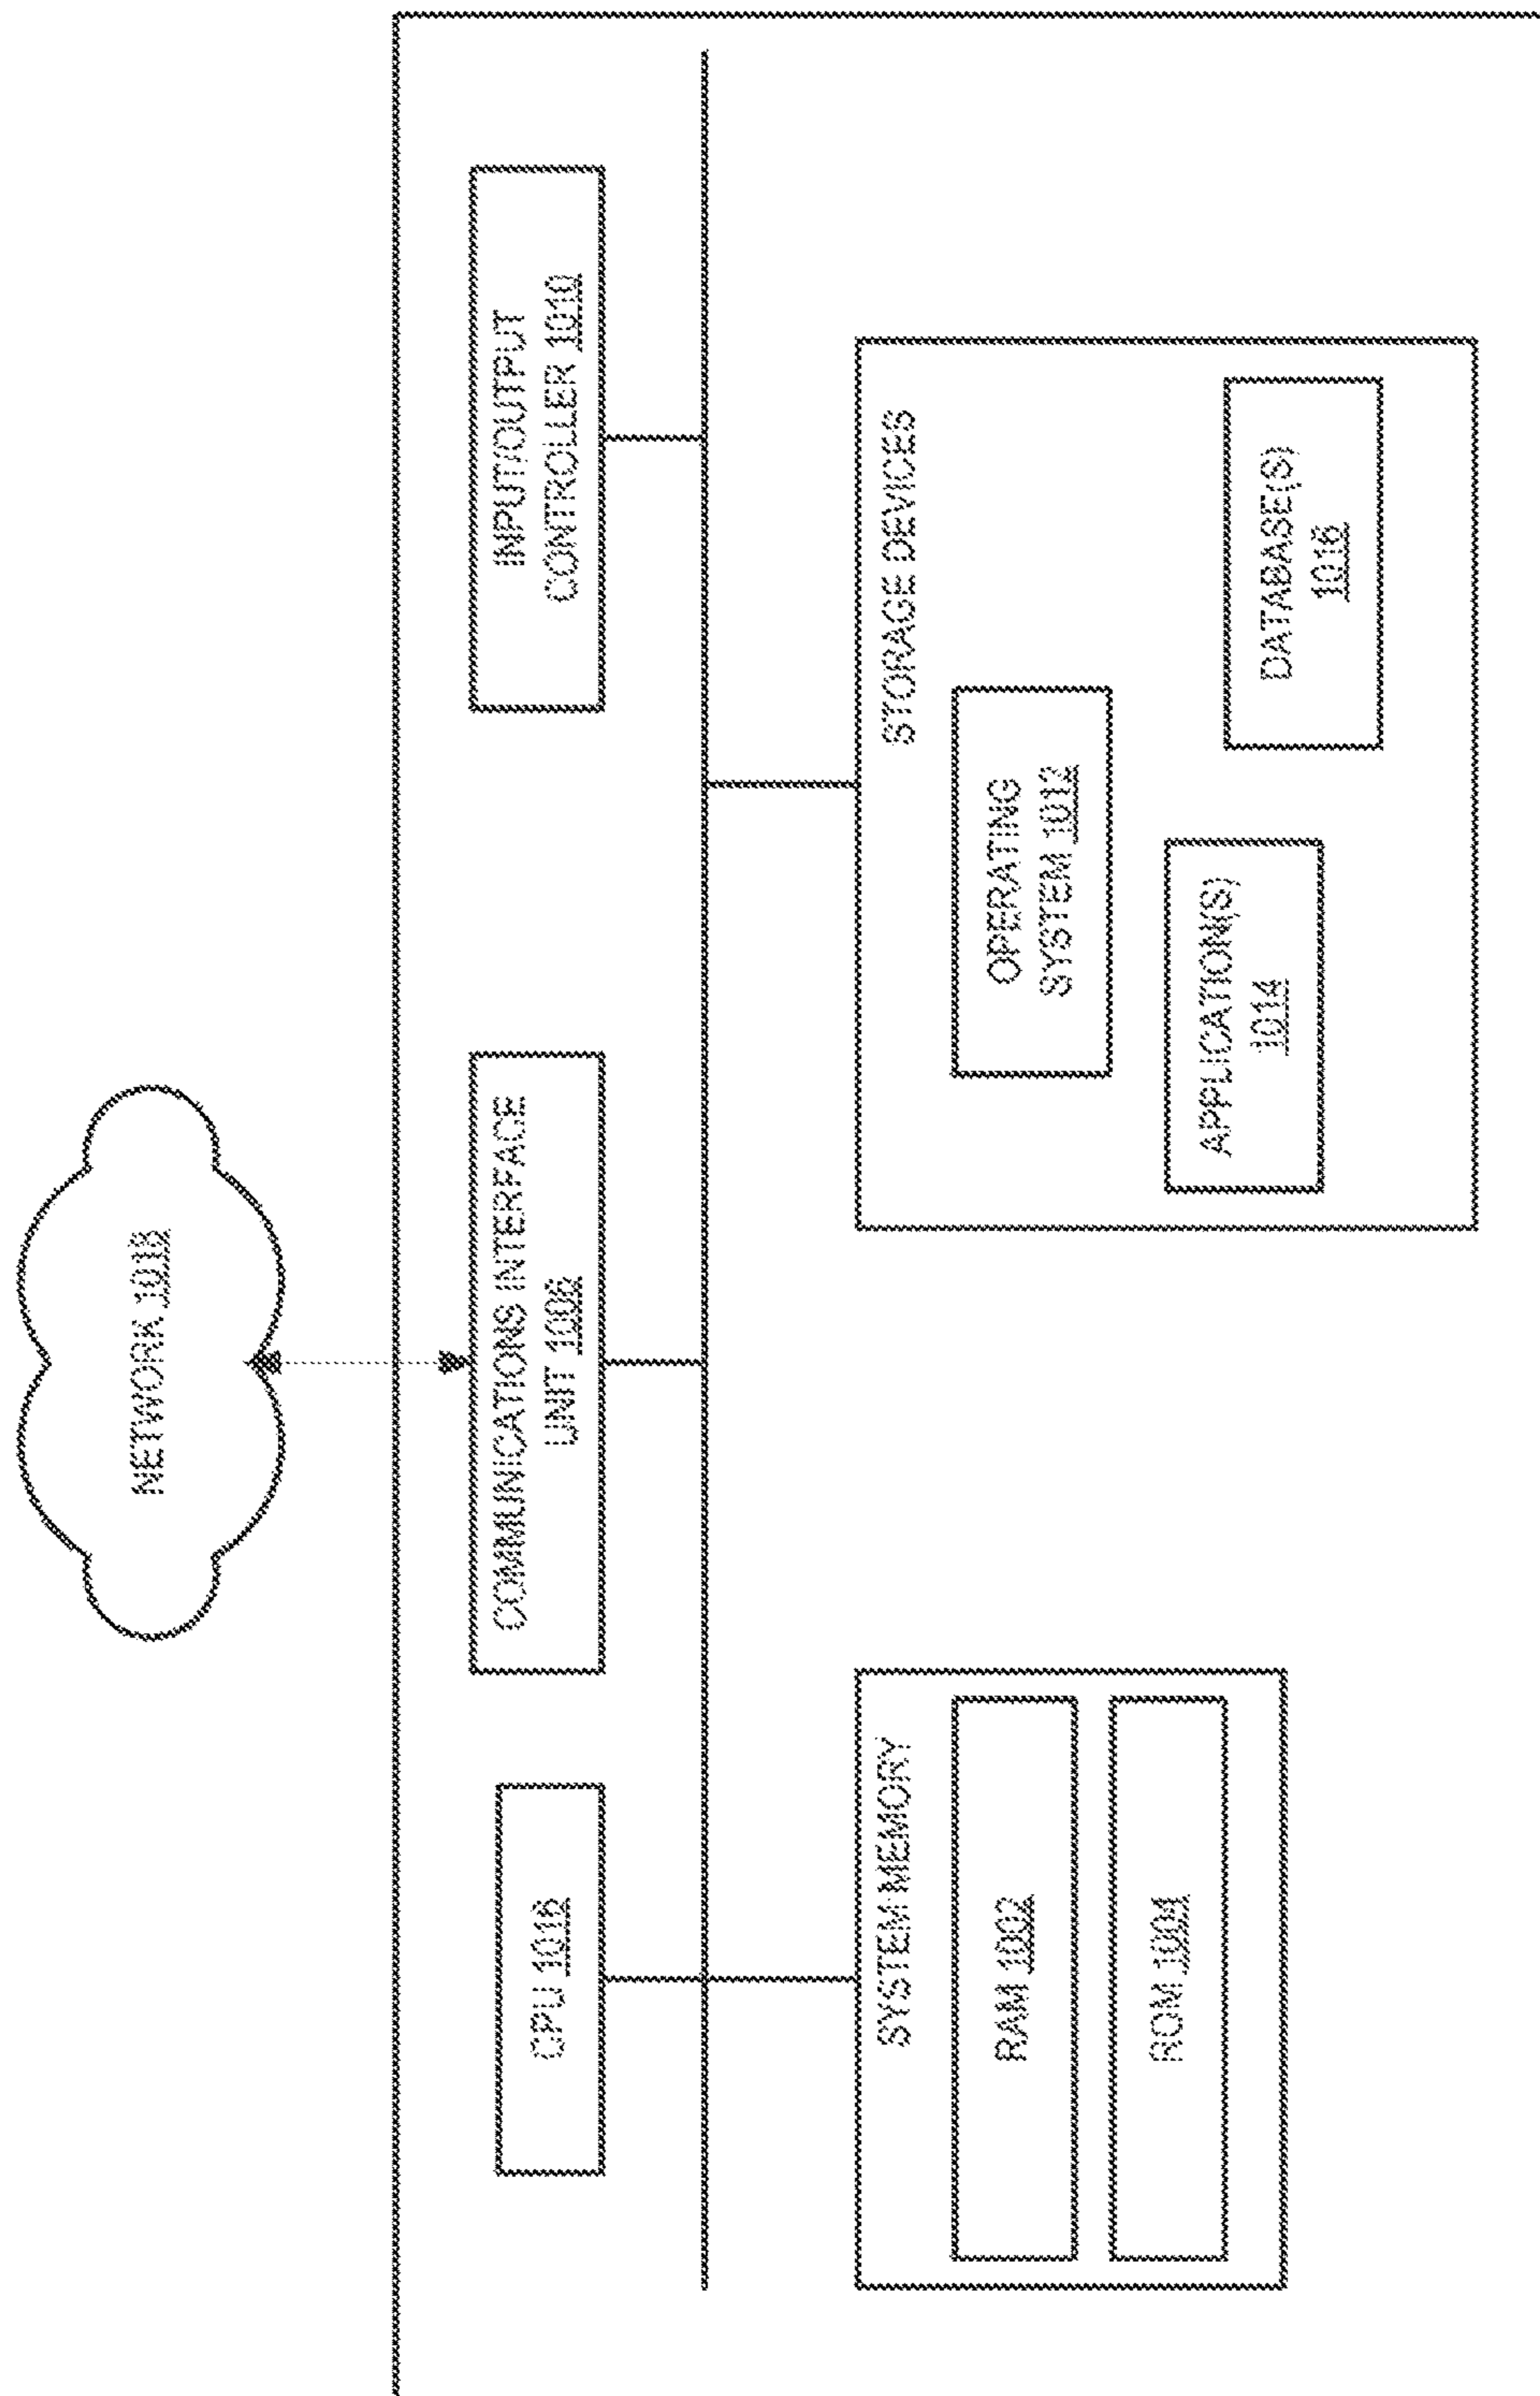 NETWORK 1018
CPU 1016
COMMUNICATIONS INTERFACE
UNIT 1008
INPUT/OUTPUT
CONTROLLER 1010
SYSTEM MEMORY
RAM 1002
ROM 1004
STORAGE DEVICES
OPERATING
SYSTEM 1012
APPLICATION(S)
1014
DATABASE(S)
1016